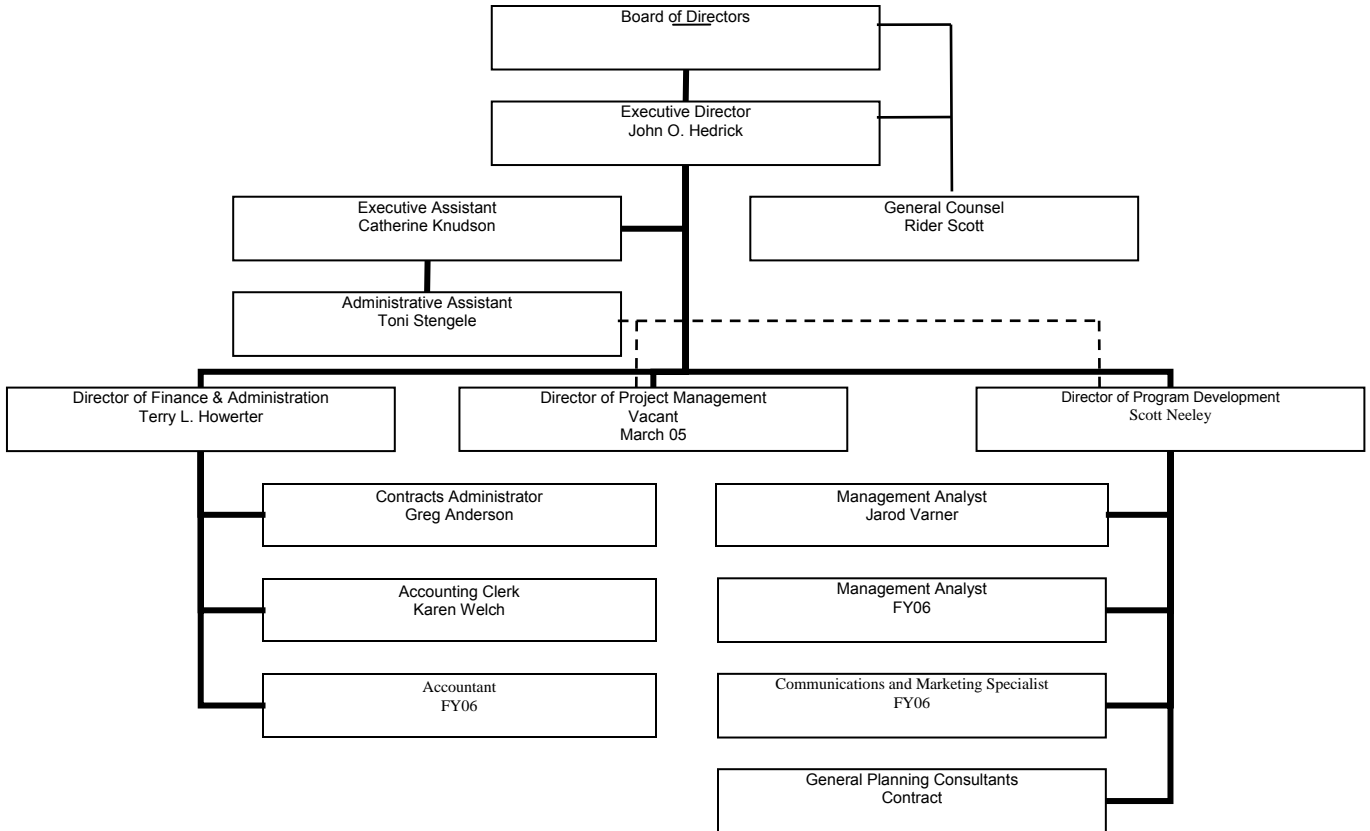 Board of Directors
Executive Director
John O. Hedrick
Executive Assistant
Catherine Knudson
General Counsel
Rider Scott
Administrative Assistant
Toni Stengele
Director of Finance & Administration
Terry L. Howerter
Director of Project Management
Vacant
March 05
Director of Program Development
Scott Neeley
Contracts Administrator
Greg Anderson
Management Analyst
Jarod Varner
Accounting Clerk
Karen Welch
Management Analyst
FY06
Accountant
FY06
Communications and Marketing Specialist
FY06
General Planning Consultants
Contract